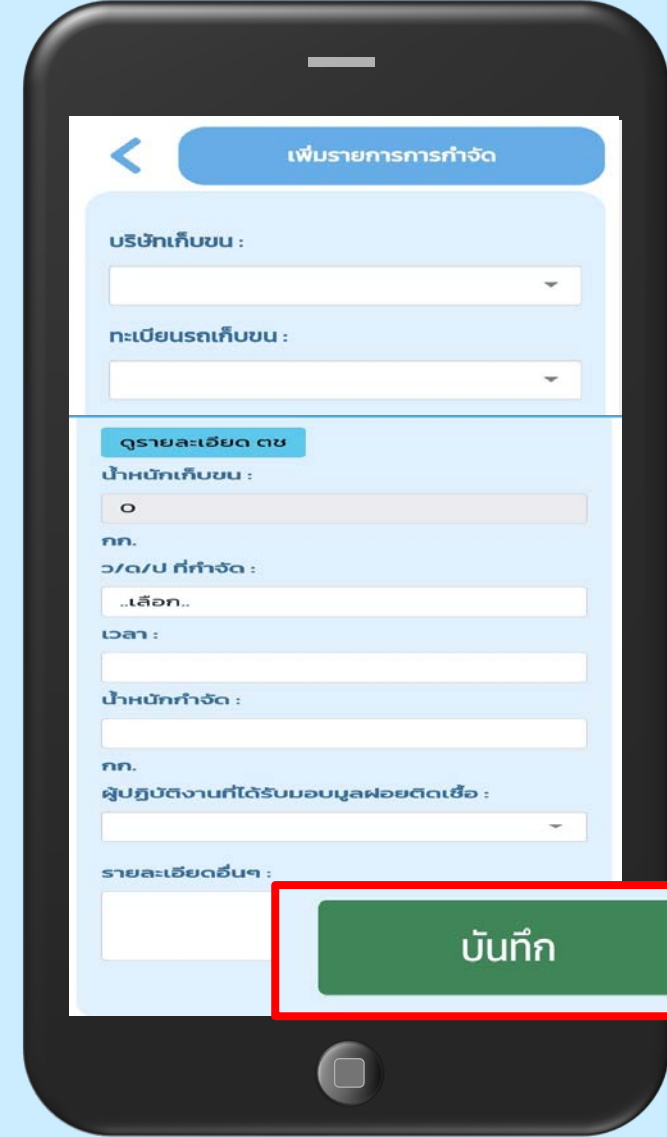 เพิ่มรายการการกำจัด
บริษัทเก็บขน :
ทะเบียนรถเก็บขน :
ดูรายละเอียด ตช
น้ำหนักเก็บขน :
0
กก.
ว/ด/ป ที่กำจัด :
..เลือก..
เวลา :
น้ำหนักกำจัด :
กก.
ผู้ปฏิบัติงานที่ได้รับมอบมูลฝอยติดเชื้อ :
รายละเอียดอื่นๆ :
บันทึก